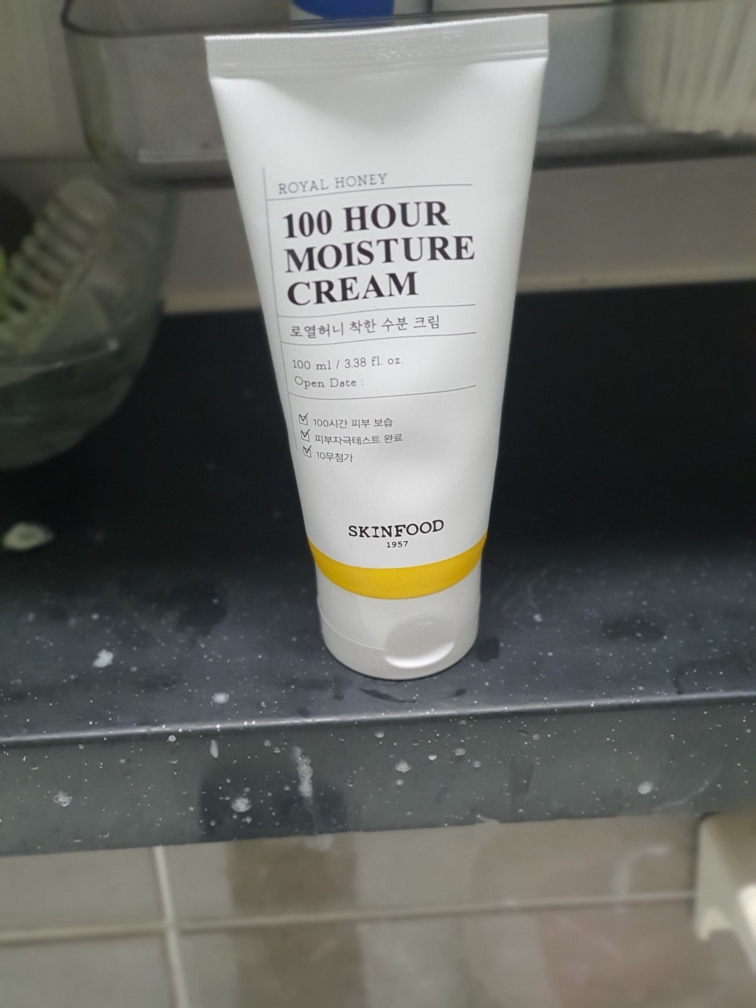 ROYAL HONEY
100 HOUR
MOISTURE
CREAM
로열허니 착한 수분 크림
100 ml / 3.38 fl. oz.
Open Date :
100시간 피부 보습
피부자극테스트 완료
10무첨가
SKINFOOD
1957